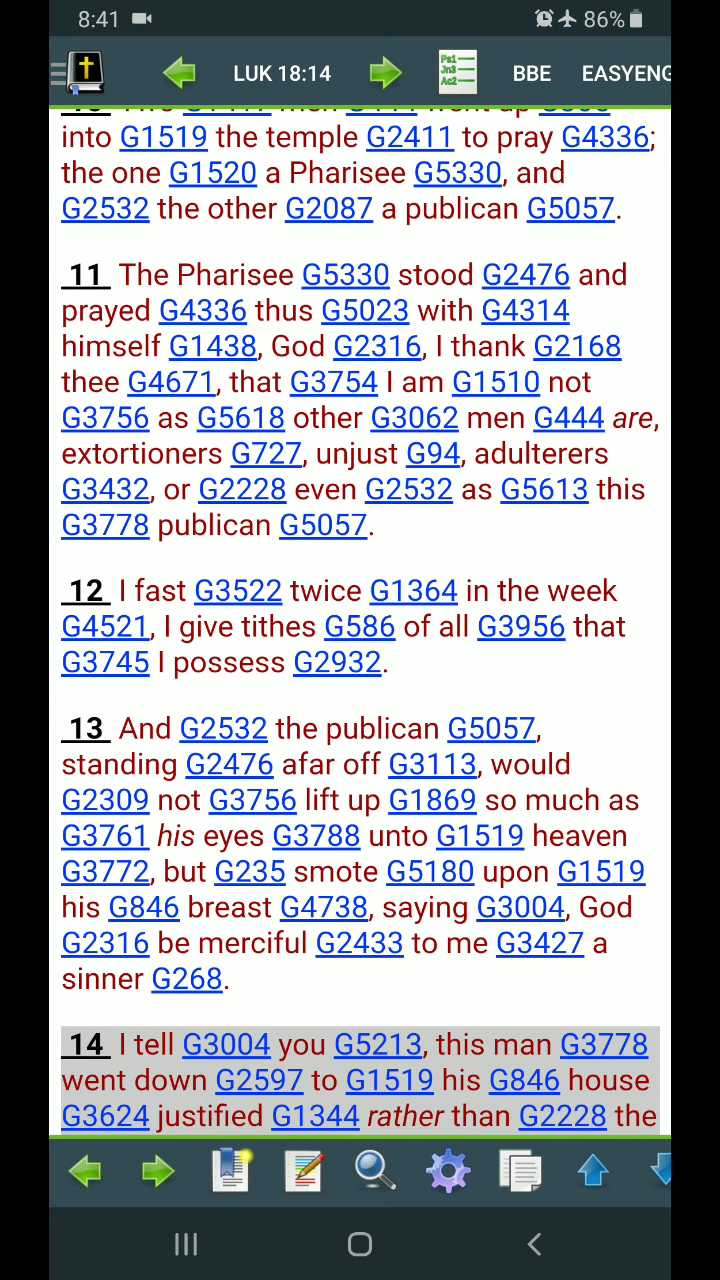 8:41 86%
LUK 18:14 BBE EASYENG
Ps1
Jn3
Ac2
into G1519 the temple G2411 to pray G4336;
the one G1520 a Pharisee G5330, and
G2532 the other G2087 a publican G5057.
11 The Pharisee G5330 stood G2476 and
prayed G4336 thus G5023 with G4314
himself G1438, God G2316, I thank G2168
thee G4671, that G3754 I am G1510 not
G3756 as G5618 other G3062 men G444 are,
extortioners G727, unjust G94, adulterers
G3432, or G2228 even G2532 as G5613 this
G3778 publican G5057.
12 I fast G3522 twice G1364 in the week
G4521, I give tithes G586 of all G3956 that
G3745 I possess G2932.
13 And G2532 the publican G5057,
standing G2476 afar off G3113, would
G2309 not G3756 lift up G1869 so much as
G3761 his eyes G3788 unto G1519 heaven
G3772, but G235 smote G5180 upon G1519
his G846 breast G4738, saying G3004, God
G2316 be merciful G2433 to me G3427 a
sinner G268.
14 I tell G3004 you G5213, this man G3778
went down G2597 to G1519 his G846 house
G3624 justified G1344 rather than G2228 the